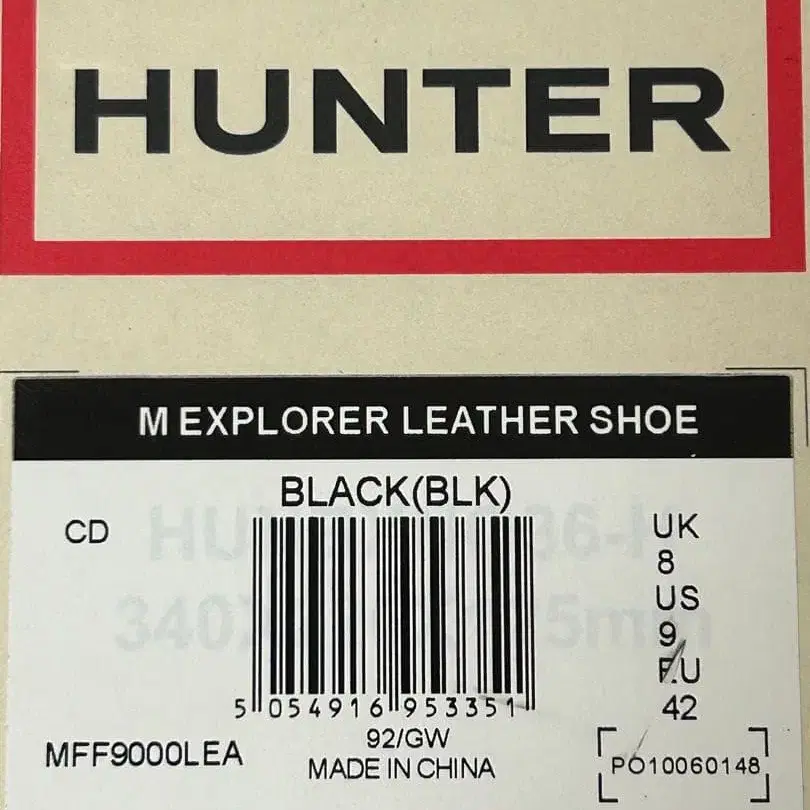 HUNTER
M EXPLORER LEATHER SHOE
BLACK(BLK)
CD
UK
8
US
9
EU
42
5 054916 953351
92/GW
MFF9000LEA
MADE IN CHINA
PO10060148